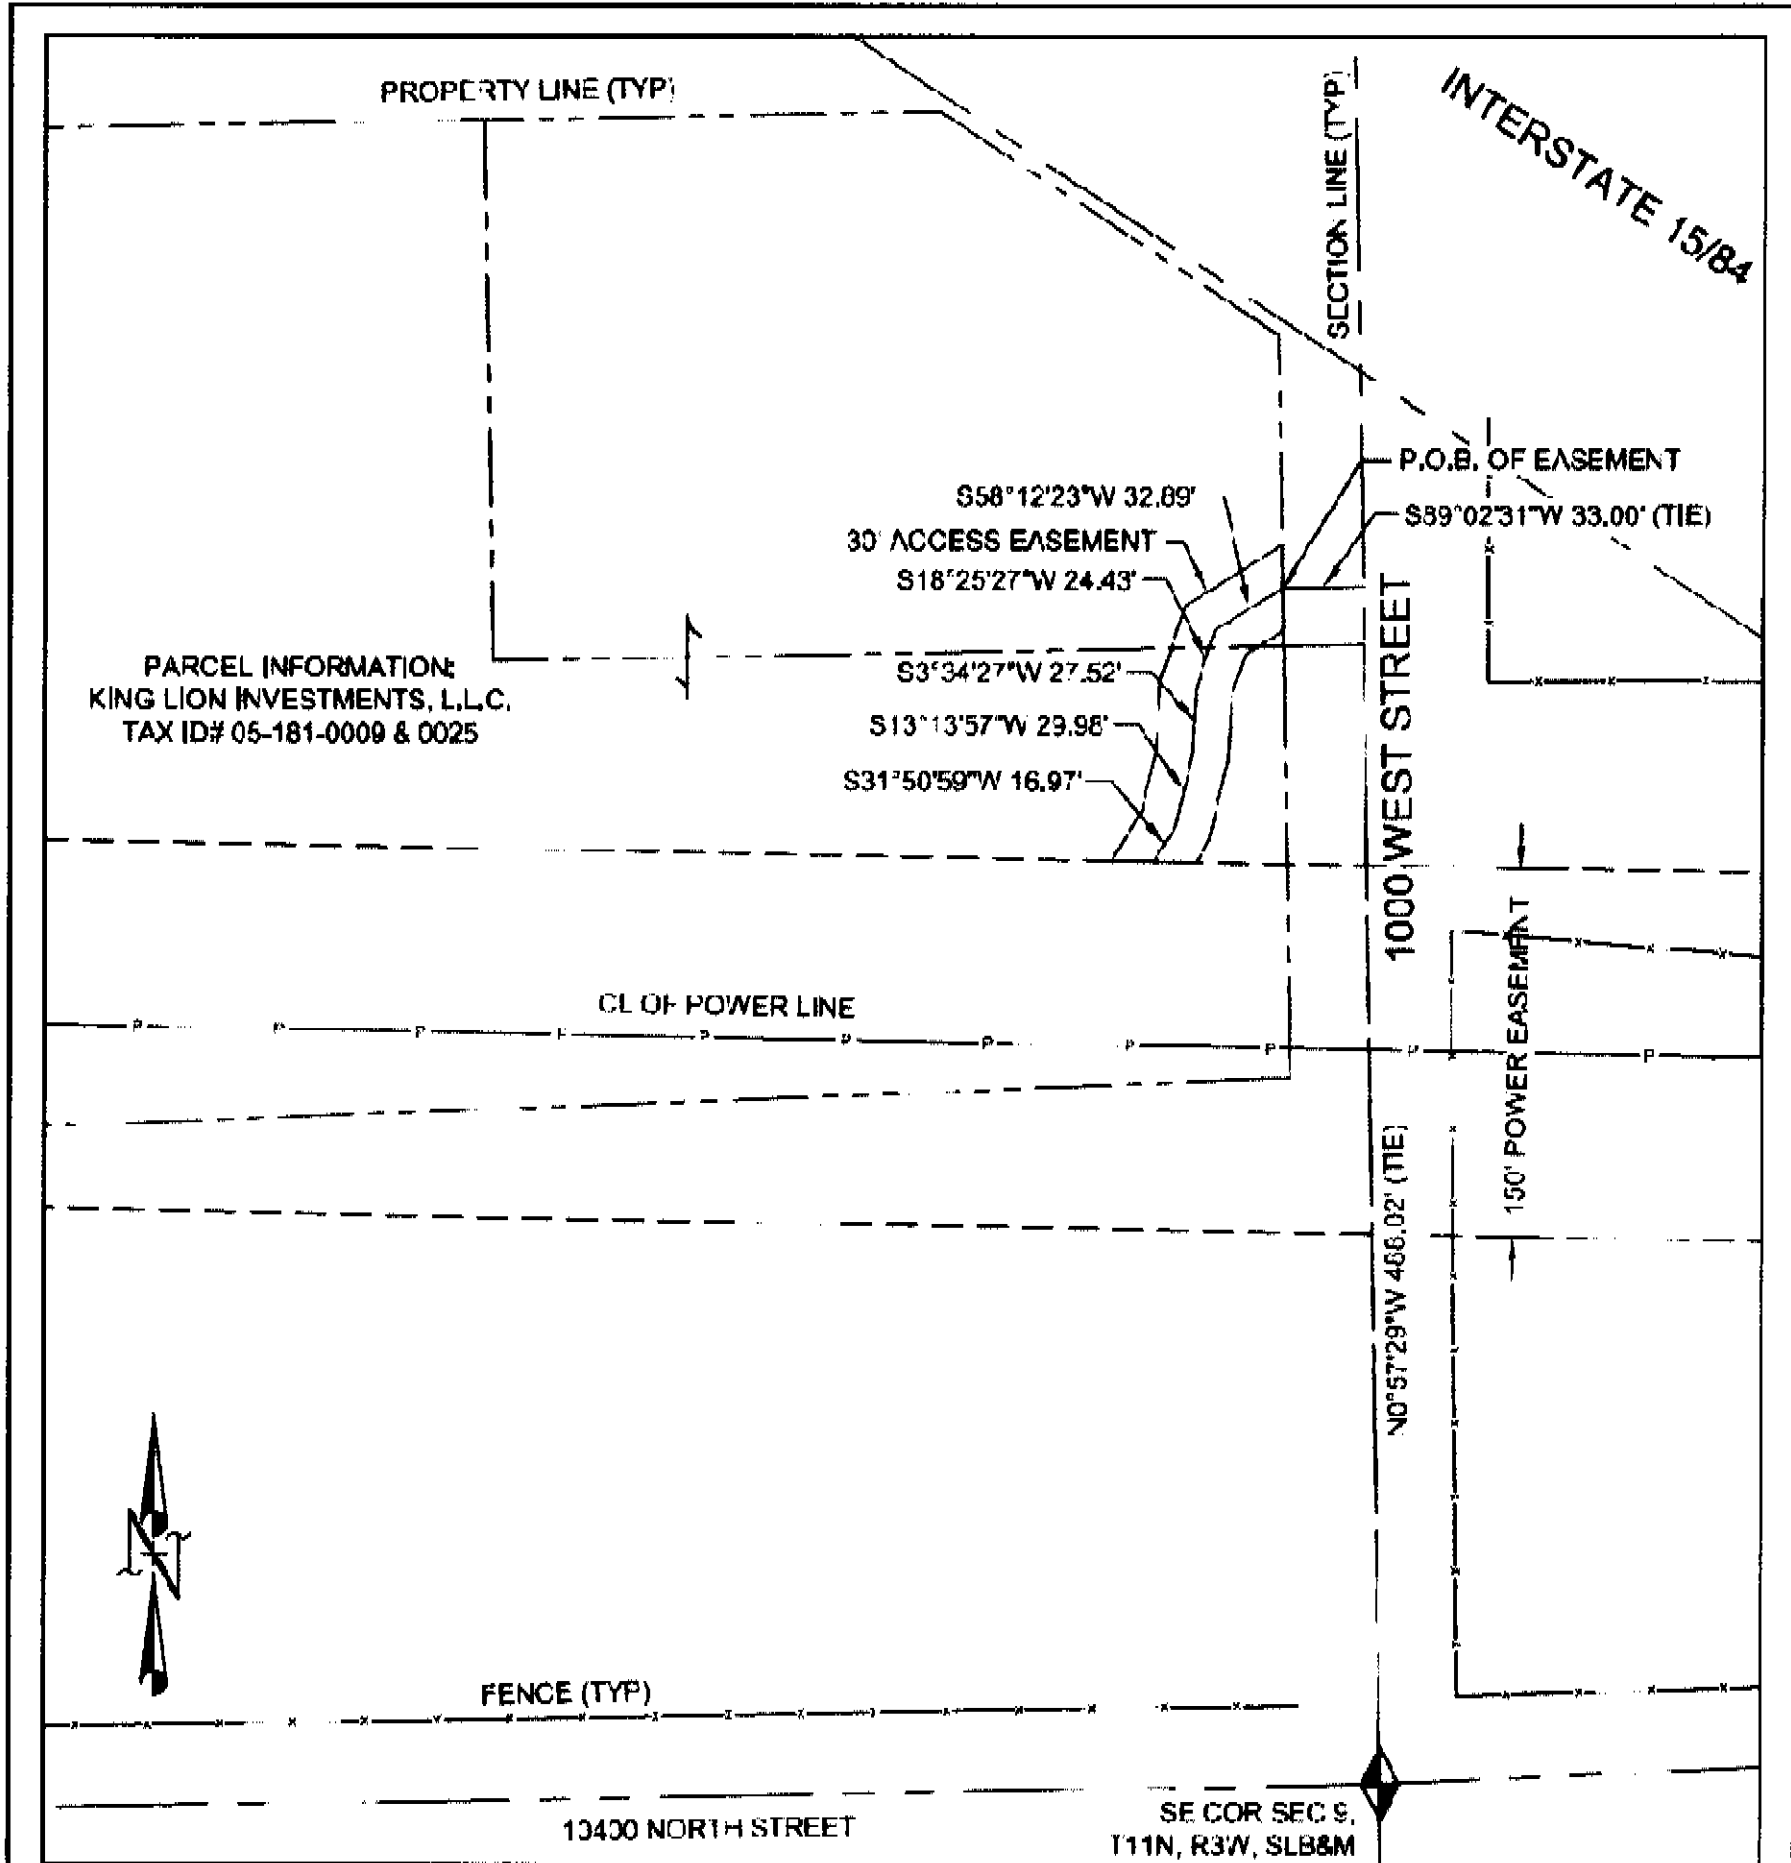 PROPERTY LINE (TYP)
SECTION LINE (TYP)
INTERSTATE 15/84
P.O.B. OF EASEMENT
S58°12'23"W 32.89'
S89°02'31"W 33.00' (TIE)
30' ACCESS EASEMENT
S18°25'27"W 24.43'
PARCEL INFORMATION:
KING LION INVESTMENTS, L.L.C.
TAX ID# 05-181-0009 & 0025
S3°34'27"W 27.52'
S13°13'57"W 29.98'
S31°50'59"W 16.97'
1000 WEST STREET
150' POWER EASEMENT
CL OF POWER LINE
N0°57'29"W (TIE)
N
FENCE (TYP)
10400 NORTH STREET
SE COR SEC 9,
T11N, R3W, SLB&M